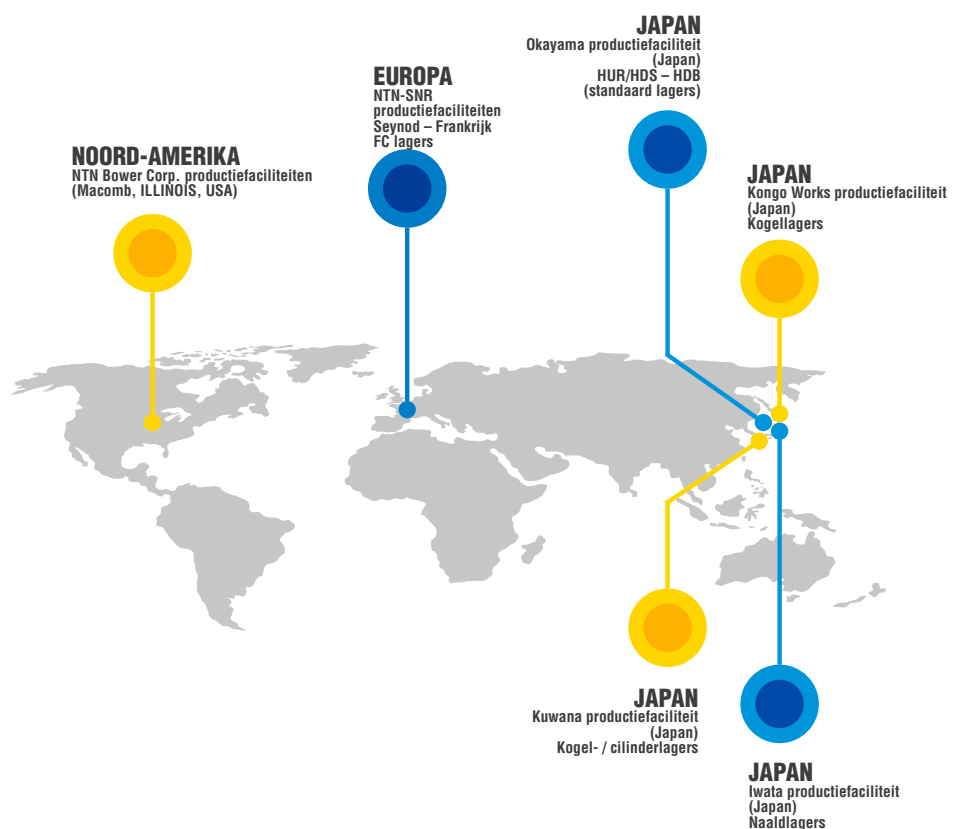 JAPAN
Okayama productiefaciliteit
(Japan)
HUR/HDS – HDB
(standaard lagers)
EUROPA
NTN-SNR
productiefaciliteiten
Seynod – Frankrijk
FC lagers
NOORD-AMERIKA
NTN Bower Corp. productiefaciliteiten
(Macomb, ILLINOIS, USA)
JAPAN
Kongo Works productiefaciliteit
(Japan)
Kogellagers
JAPAN
Kuwana productiefaciliteit
(Japan)
Kogel- / cilinderlagers
JAPAN
Iwata productiefaciliteit
(Japan)
Naaldlagers